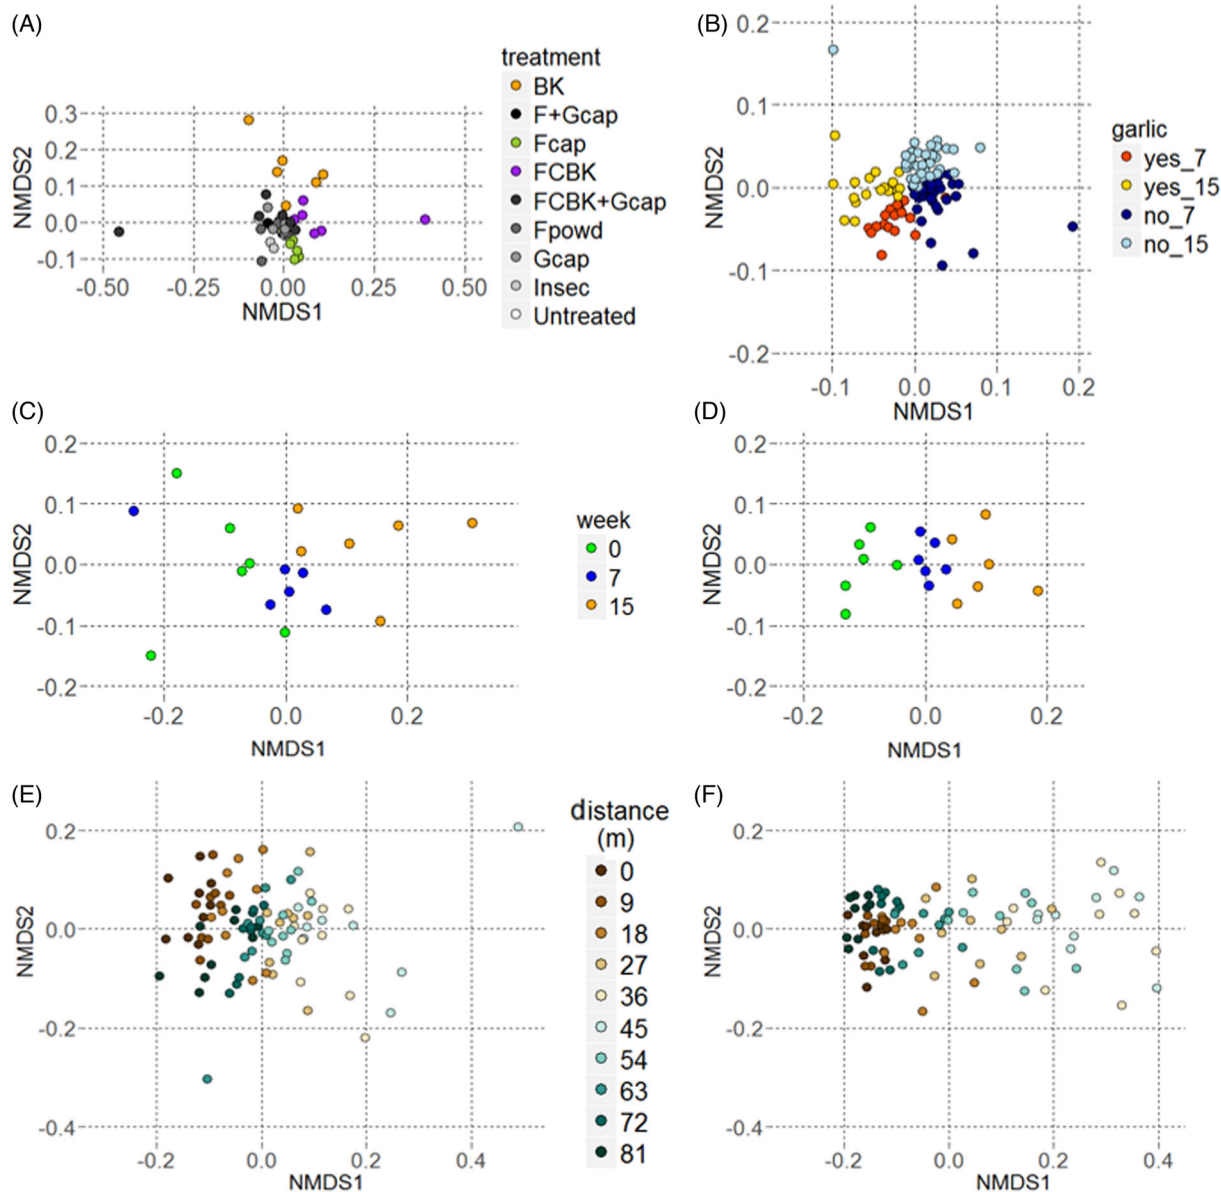 (A)
treatment
BK
F+Gcap
Fcap
FCBK
FCBK+Gcap
Fpowd
Gcap
Insec
Untreated
NMDS2
0.3
0.2
0.1
0.0
-0.1
-0.50 -0.25 0.00 0.25 0.50
NMDS1
(B)
NMDS2
0.2
0.1
0.0
-0.1
-0.2
-0.1 0.0 0.1 0.2
NMDS1
garlic
yes_7
yes_15
no_7
no_15
(C)
NMDS2
0.2
0.1
0.0
-0.1
-0.2
-0.2 0.0 0.2
NMDS1
week
0
7
15
(D)
NMDS2
0.2
0.1
0.0
-0.1
-0.2
-0.2 0.0 0.2
NMDS1
(E)
NMDS2
0.2
0.0
-0.2
-0.4
-0.2 0.0 0.2 0.4
NMDS1
distance
(m)
0
9
18
27
36
45
54
63
72
81
(F)
NMDS2
0.2
0.0
-0.2
-0.4
-0.2 0.0 0.2 0.4
NMDS1